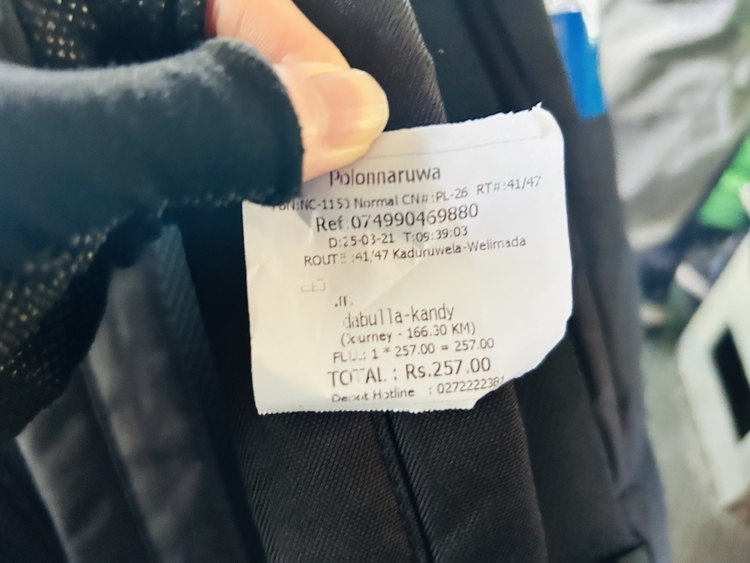 Polonnaruwa
NC-1153 Normal CN#:PL-26 RT#:41/47
Ref:074990469880
D:25-03-21 T:09:39:03
ROUT :41/47 Kaduruwela-Welimada
dabulla-kandy
(Journey - 166.30 KM)
1 * 257.00 = 257.00
TOTAL : Rs.257.00
Depot Hotline :